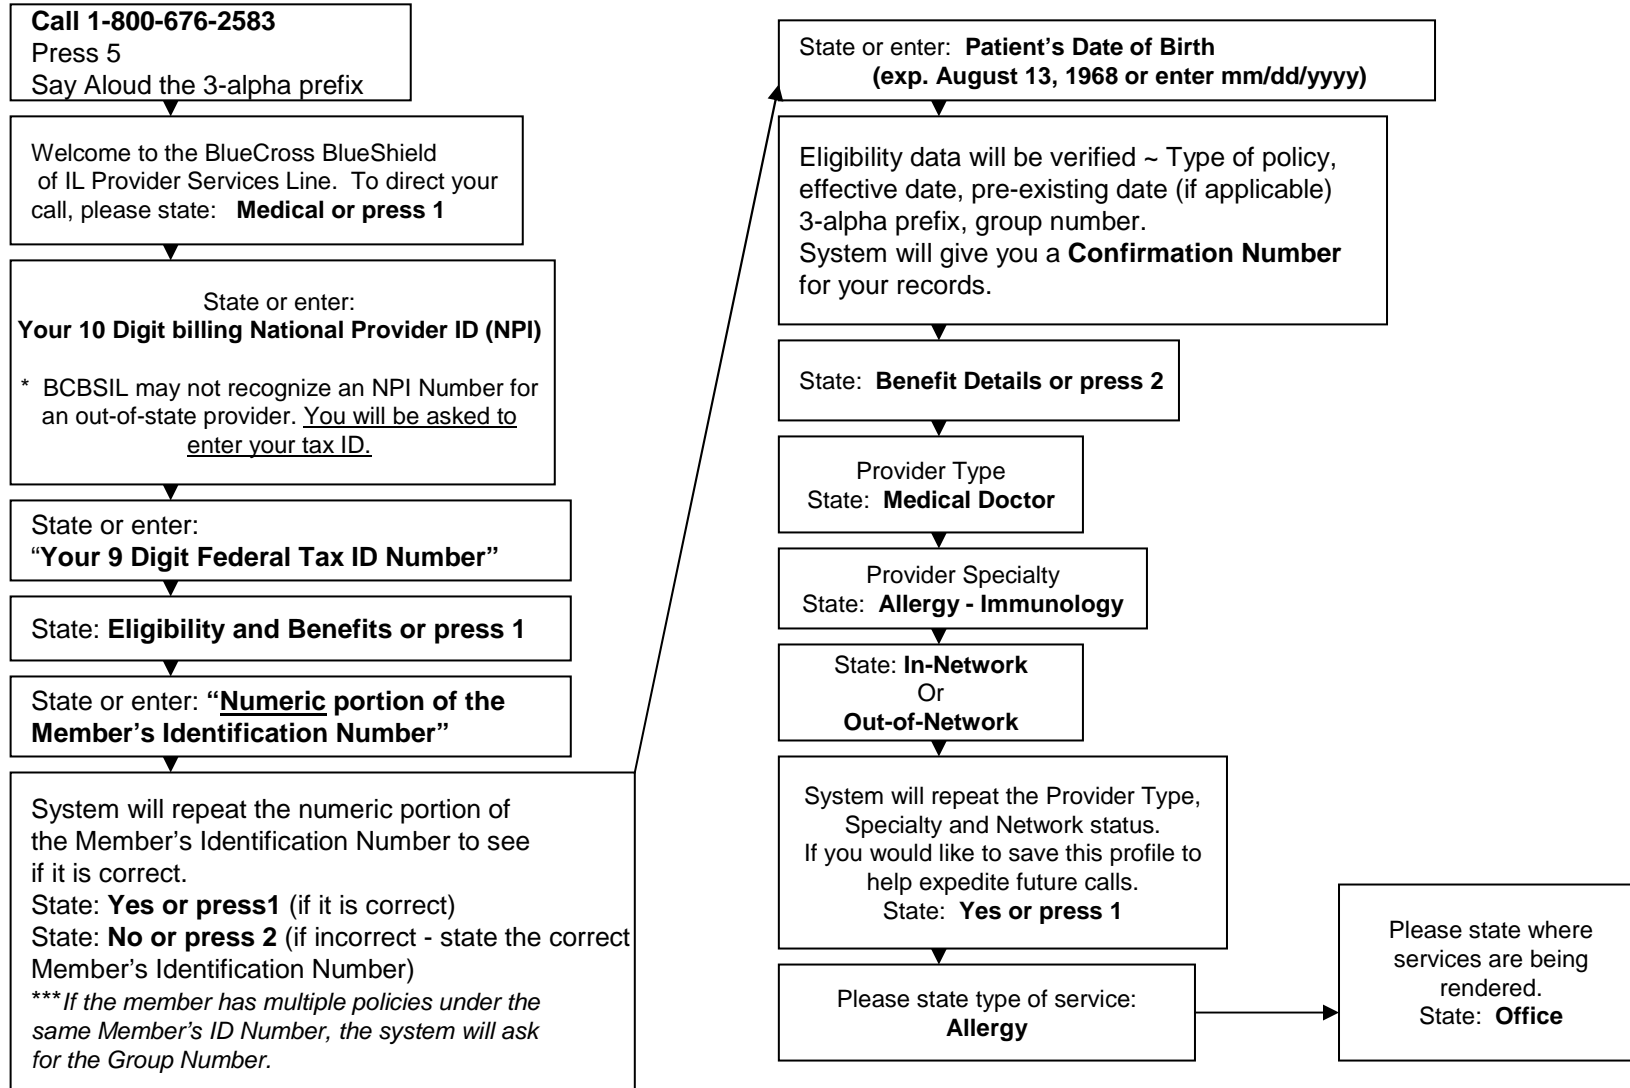 Call 1-800-676-2583
Press 5
Say Aloud the 3-alpha prefix
Welcome to the BlueCross BlueShield
of IL Provider Services Line. To direct your
call, please state: Medical or press 1
State or enter:
Your 10 Digit billing National Provider ID (NPI)
* BCBSIL may not recognize an NPI Number for
an out-of-state provider. You will be asked to
enter your tax ID.
State or enter:
“Your 9 Digit Federal Tax ID Number”
State: Eligibility and Benefits or press 1
State or enter: “Numeric portion of the
Member’s Identification Number”
System will repeat the numeric portion of
the Member’s Identification Number to see
if it is correct.
State: Yes or press1 (if it is correct)
State: No or press 2 (if incorrect - state the correct
Member’s Identification Number)
***If the member has multiple policies under the
same Member’s ID Number, the system will ask
for the Group Number.
State or enter: Patient’s Date of Birth
(exp. August 13, 1968 or enter mm/dd/yyyy)
Eligibility data will be verified ~ Type of policy,
effective date, pre-existing date (if applicable)
3-alpha prefix, group number.
System will give you a Confirmation Number
for your records.
State: Benefit Details or press 2
Provider Type
State: Medical Doctor
Provider Specialty
State: Allergy - Immunology
State: In-Network
Or
Out-of-Network
System will repeat the Provider Type,
Specialty and Network status.
If you would like to save this profile to
help expedite future calls.
State: Yes or press 1
Please state type of service:
Allergy
Please state where
services are being
rendered.
State: Office